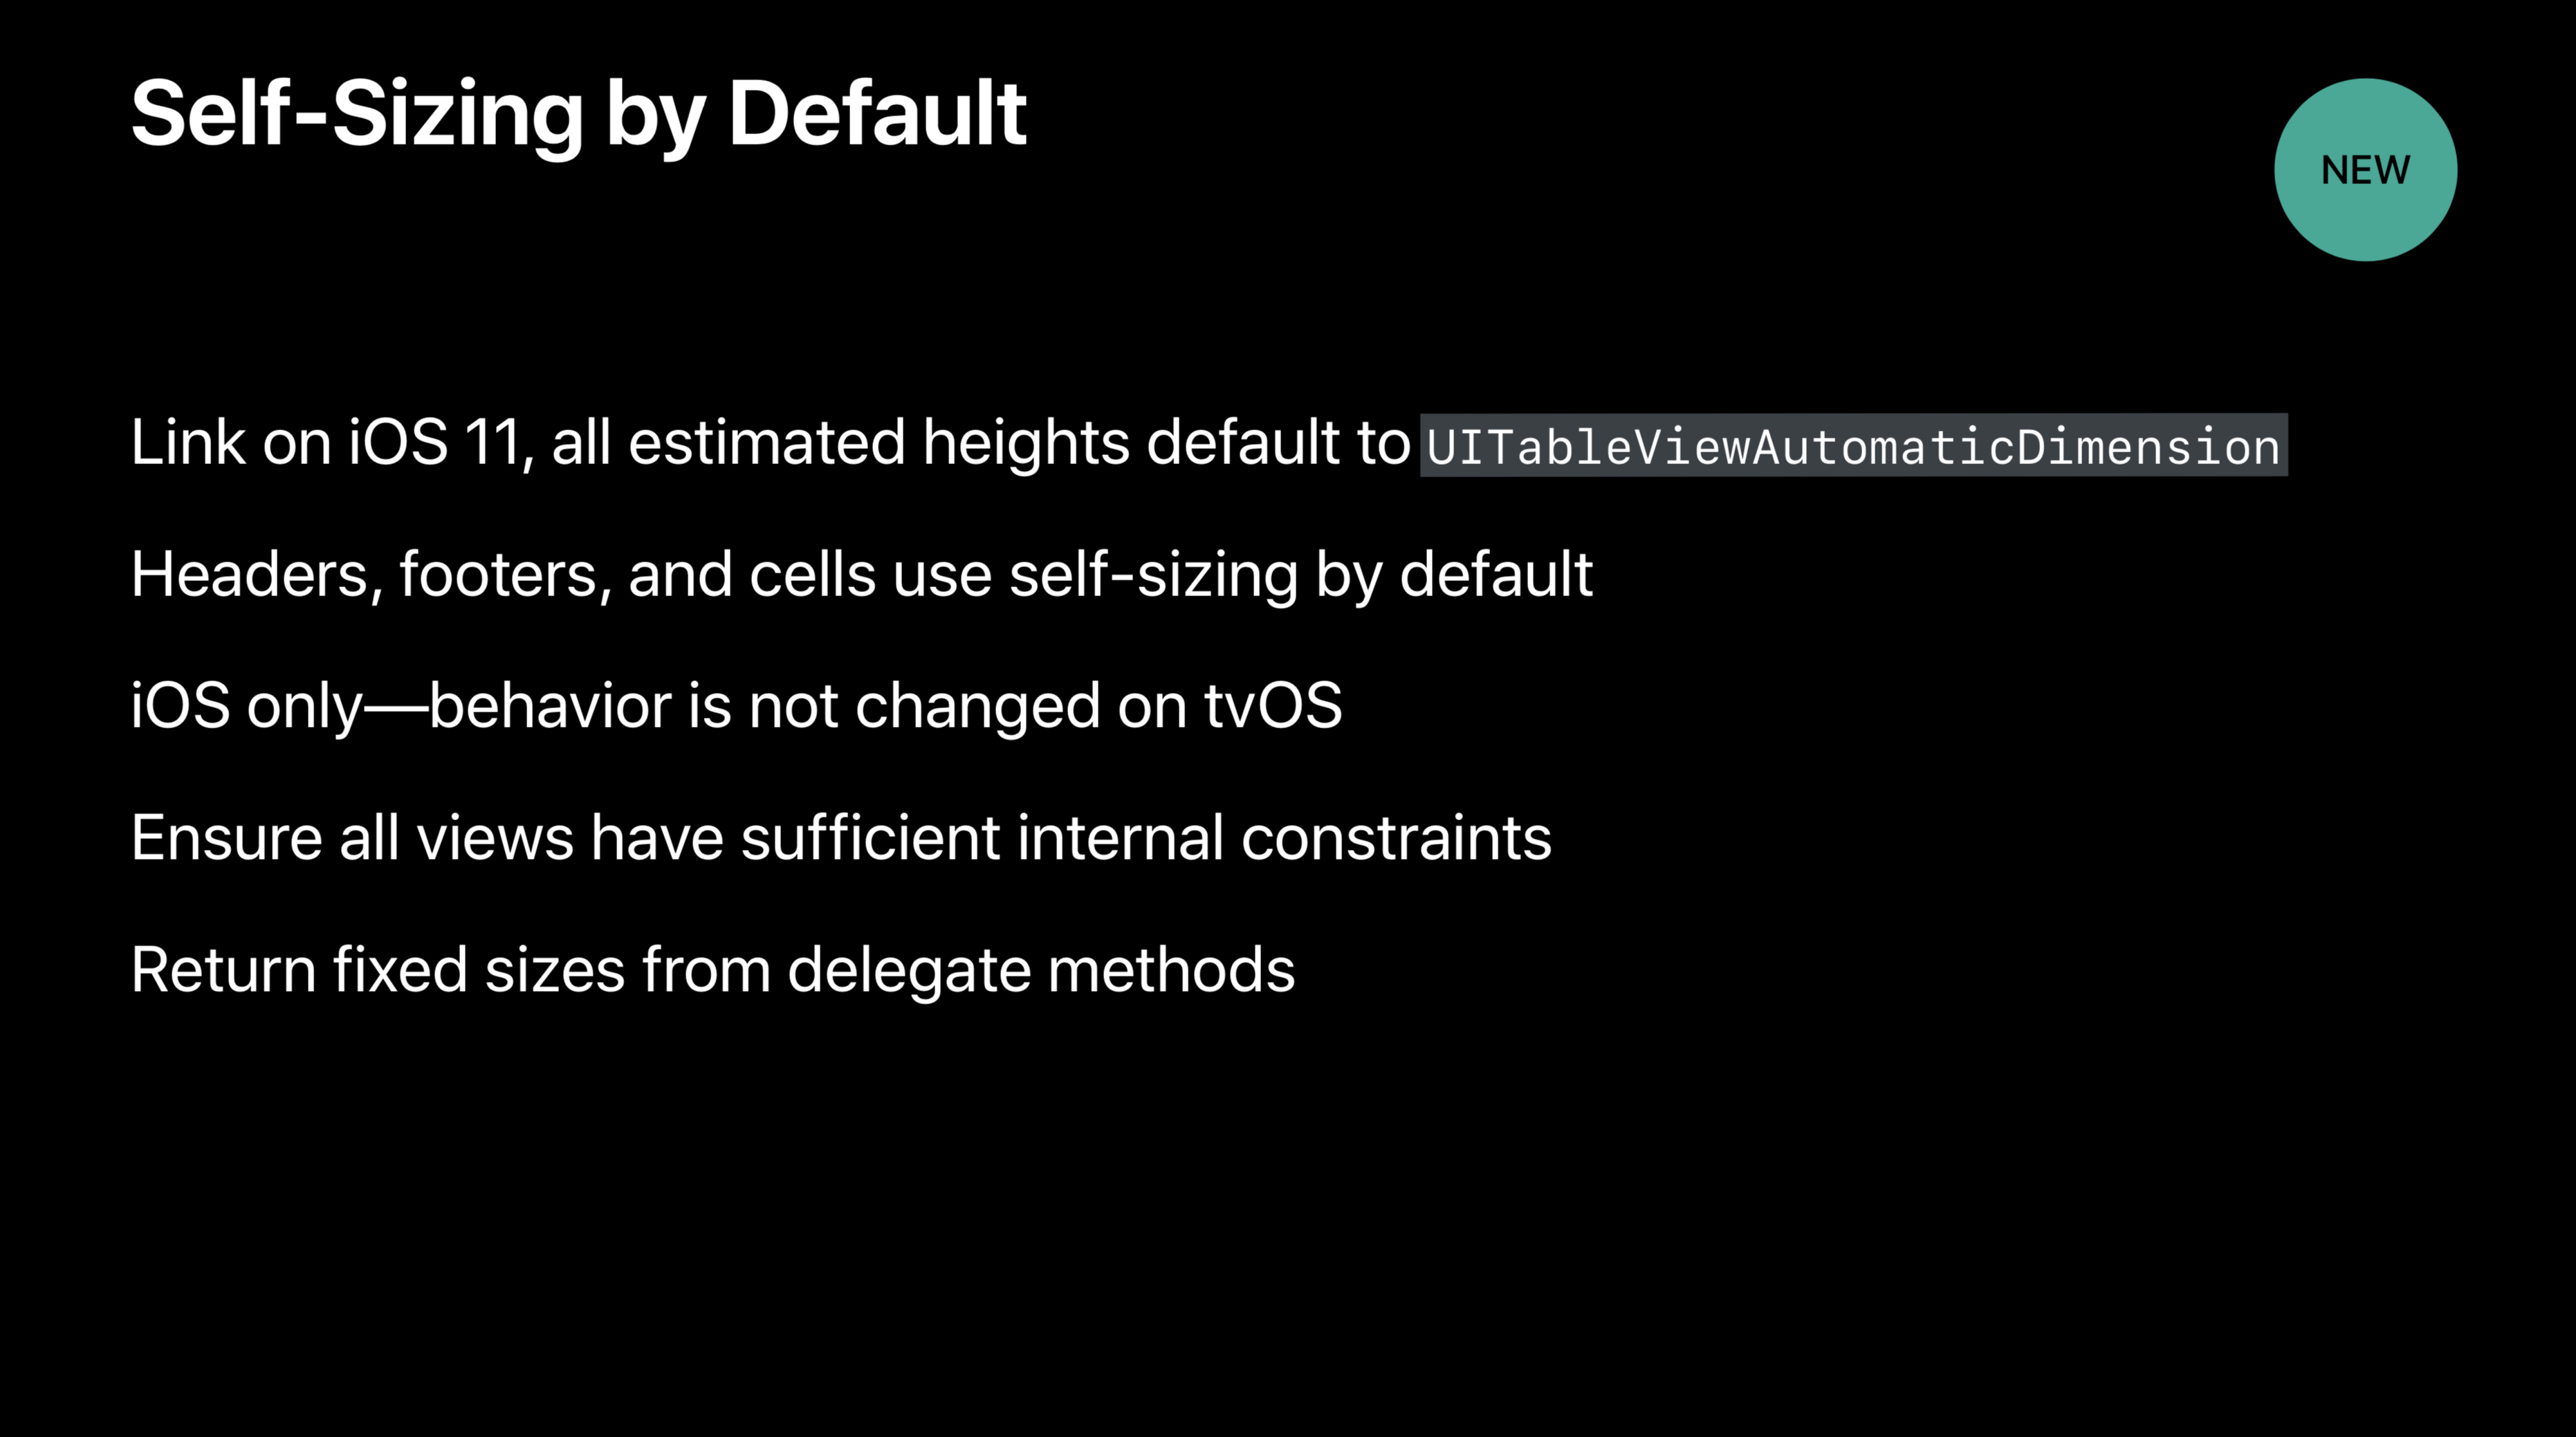 Self-Sizing by Default
NEW
Link on iOS 11, all estimated heights default to UITableViewAutomaticDimension
Headers, footers, and cells use self-sizing by default
iOS only—behavior is not changed on tvOS
Ensure all views have sufficient internal constraints
Return fixed sizes from delegate methods